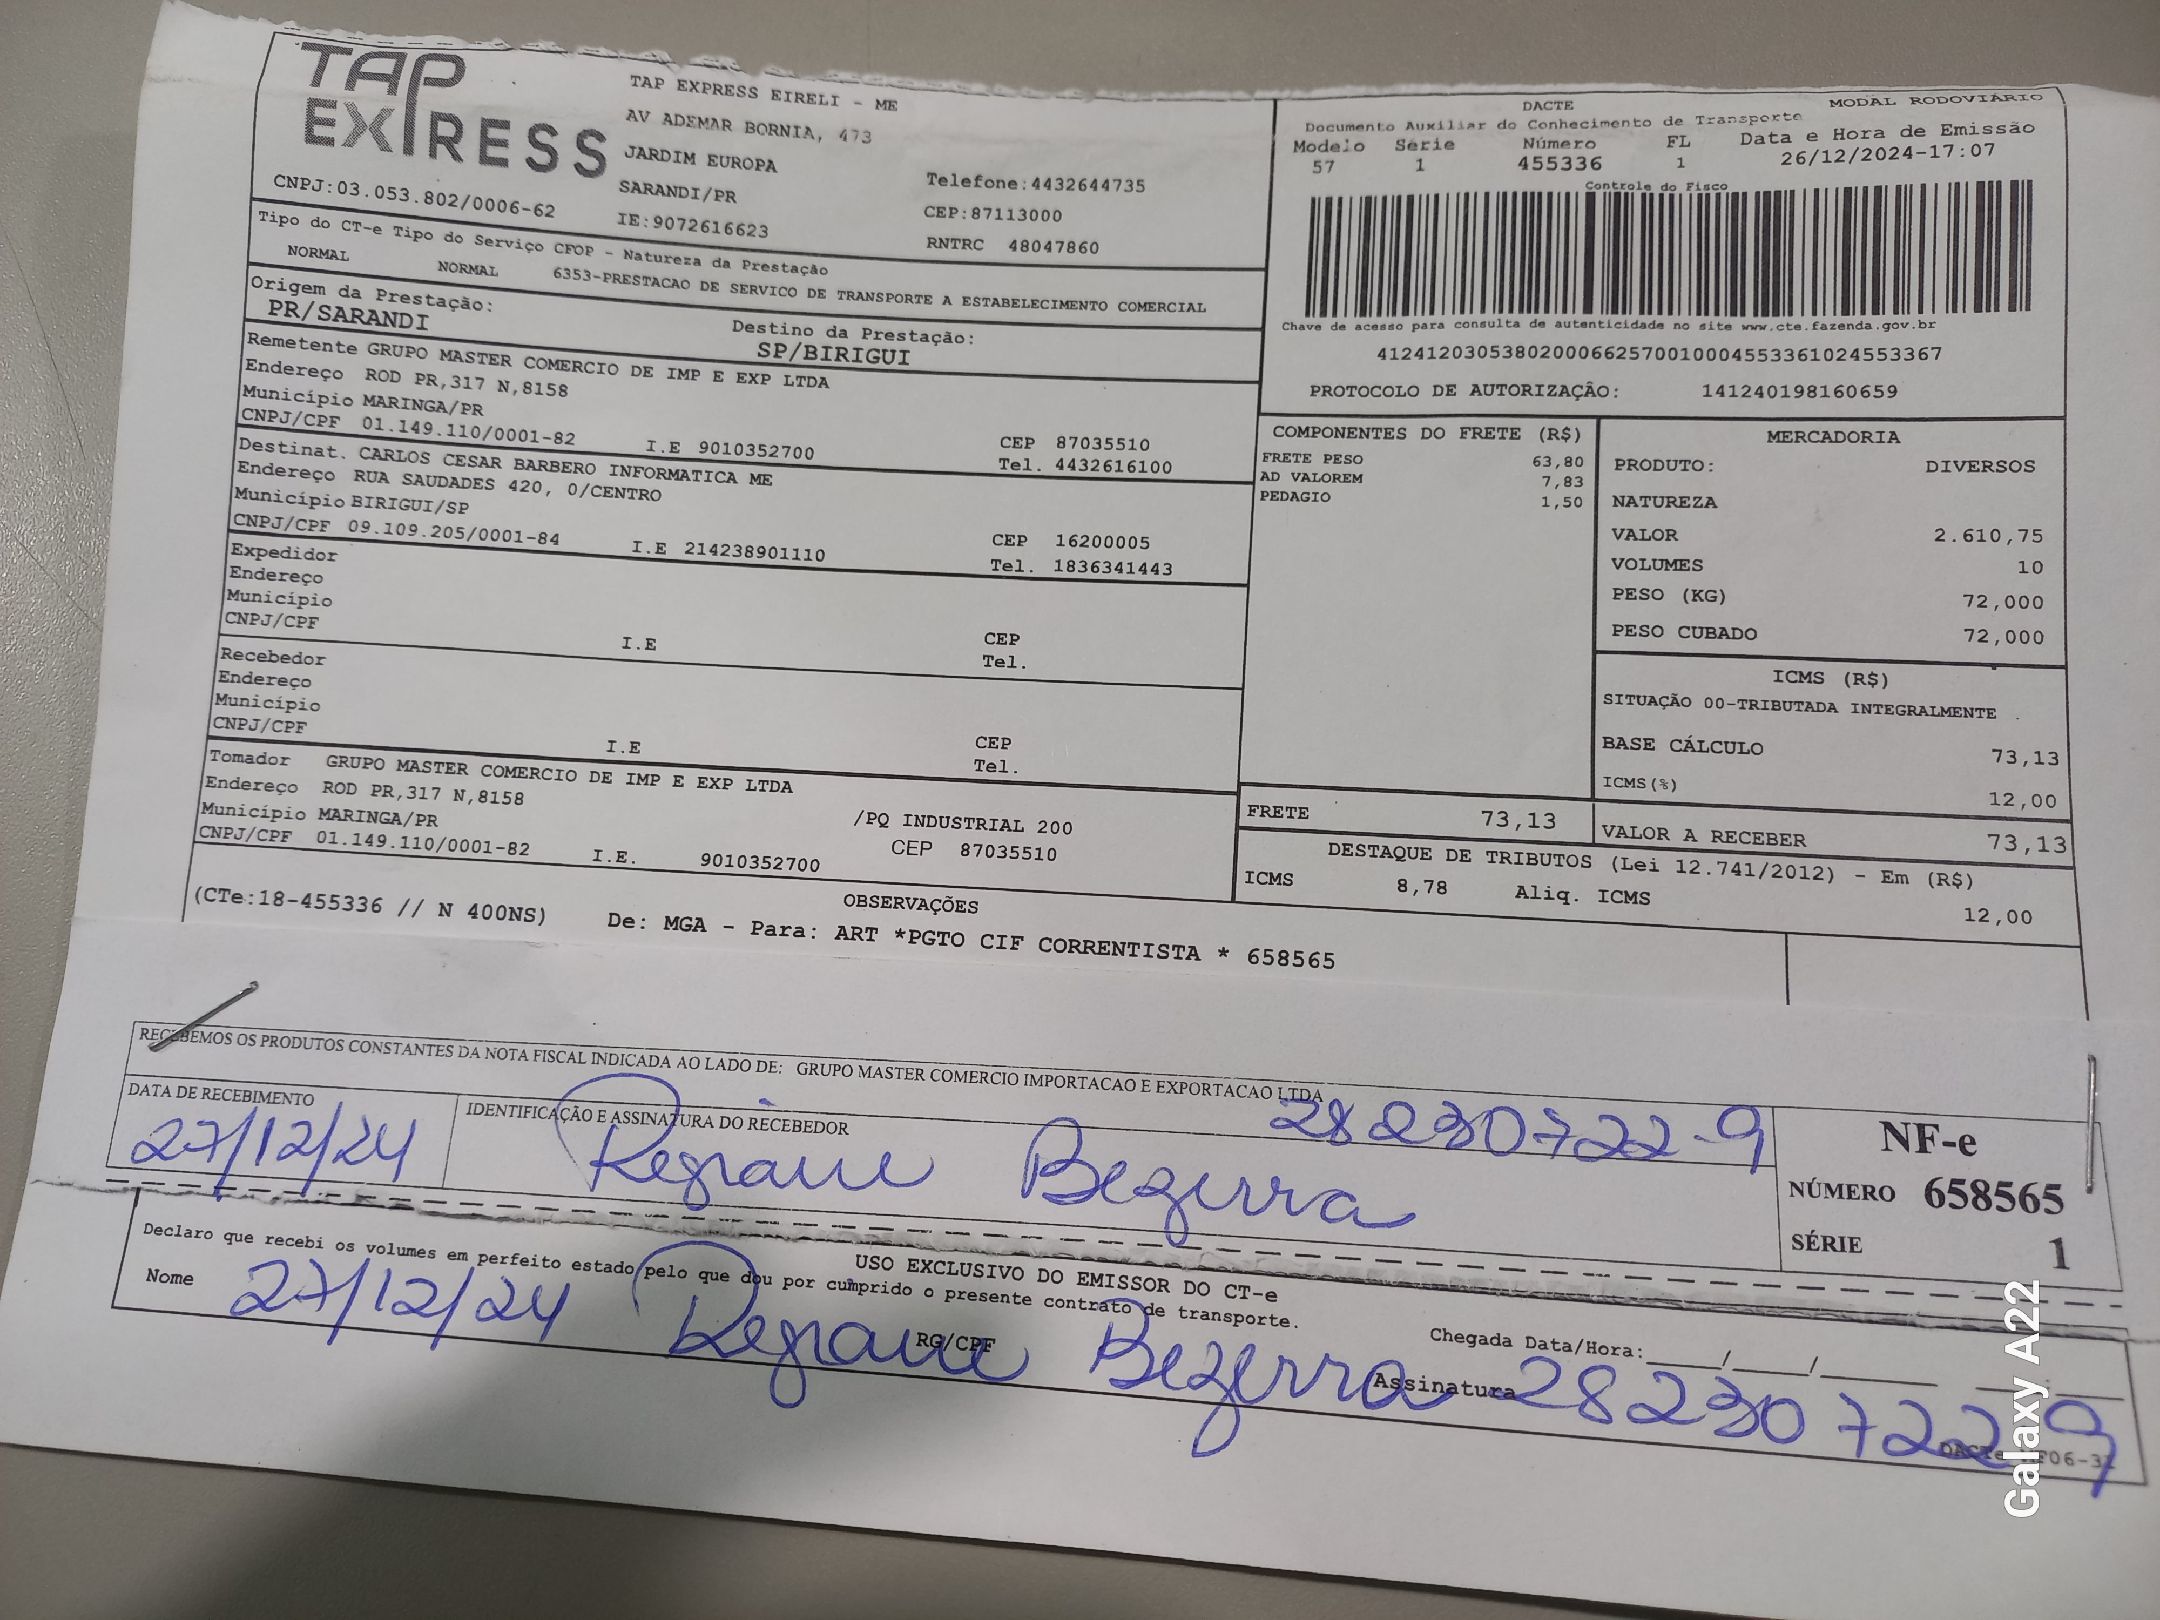 TAP EXPRESS
TAP EXPRESS EIRELI - ME
AV ADEMAR BORNIA, 473
JARDIM EUROPA
SARANDI/PR
IE:9072616623
Telefone:4432644735
CEP:87113000
RNTRC 48047860
CNPJ:03.053.802/0006-62
Tipo do CT-e Tipo do Serviço CFOP - Natureza da Prestação
NORMAL NORMAL 6353-PRESTACAO DE SERVICO DE TRANSPORTE A ESTABELECIMENTO COMERCIAL
Origem da Prestação: Destino da Prestação:
PR/SARANDI SP/BIRIGUI
Remetente GRUPO MASTER COMERCIO DE IMP E EXP LTDA
Endereço ROD PR,317 N,8158
Município MARINGA/PR CEP 87035510
CNPJ/CPF 01.149.110/0001-82 I.E 9010352700 Tel. 4432616100
Destinat. CARLOS CESAR BARBERO INFORMATICA ME
Endereço RUA SAUDADES 420, 0/CENTRO
Município BIRIGUI/SP CEP 16200005
CNPJ/CPF 09.109.205/0001-84 I.E 214238901110 Tel. 1836341443
Expedidor
Endereço
Município CEP
CNPJ/CPF I.E Tel.
Recebedor
Endereço
Município CEP
CNPJ/CPF I.E Tel.
Tomador GRUPO MASTER COMERCIO DE IMP E EXP LTDA
Endereço ROD PR,317 N,8158 /PQ INDUSTRIAL 200
Município MARINGA/PR CEP 87035510
CNPJ/CPF 01.149.110/0001-82 I.E. 9010352700
DACTE MODAL RODOVIÁRIO
Documento Auxiliar do Conhecimento de Transporte
Modelo Serie Número FL Data e Hora de Emissão
57 1 455336 1 26/12/2024-17:07
Controle do Fisco
Chave de acesso para consulta de autenticidade no site www.cte.fazenda.gov.br
41241203053802000662570010004553361024553367
PROTOCOLO DE AUTORIZAÇÃO: 141240198160659
COMPONENTES DO FRETE (R$)
FRETE PESO 63,80
AD VALOREM 7,83
PEDAGIO 1,50
MERCADORIA
PRODUTO: DIVERSOS
NATUREZA
VALOR 2.610,75
VOLUMES 10
PESO (KG) 72,000
PESO CUBADO 72,000
ICMS (R$)
SITUAÇÃO 00-TRIBUTADA INTEGRALMENTE
BASE CÁLCULO 73,13
ICMS(%) 12,00
FRETE 73,13 VALOR A RECEBER 73,13
DESTAQUE DE TRIBUTOS (Lei 12.741/2012) - Em (R$)
ICMS 8,78 Aliq. ICMS 12,00
OBSERVAÇÕES
(CTe:18-455336 // N 400NS) De: MGA - Para: ART *PGTO CIF CORRENTISTA * 658565
RECEBEMOS OS PRODUTOS CONSTANTES DA NOTA FISCAL INDICADA AO LADO DE: GRUPO MASTER COMERCIO IMPORTACAO E EXPORTACAO LTDA
DATA DE RECEBIMENTO IDENTIFICAÇÃO E ASSINATURA DO RECEBEDOR
28230722-9
27/12/24 Regiane Bezerra
NF-e
NÚMERO 658565
SÉRIE 1
USO EXCLUSIVO DO EMISSOR DO CT-e
Declaro que recebi os volumes em perfeito estado pelo que dou por cumprido o presente contrato de transporte.
Nome RG/CPF Assinatura Chegada Data/Hora:____/____/____
27/12/24 Regiane Bezerra 282307229
Galaxy A22